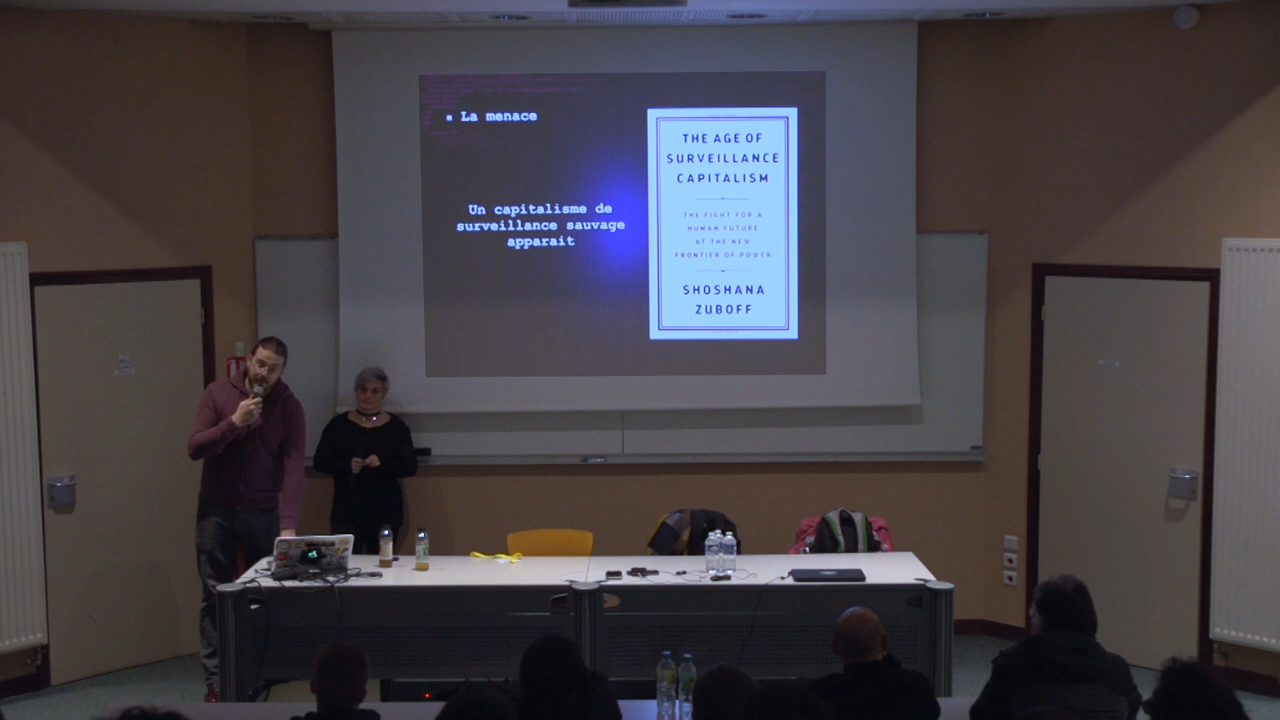 ▪ La menace
Un capitalisme de
surveillance sauvage
apparait
THE AGE OF
SURVEILLANCE
CAPITALISM
THE FIGHT FOR A
HUMAN FUTURE
AT THE NEW
FRONTIER OF POWER
SHOSHANA
ZUBOFF